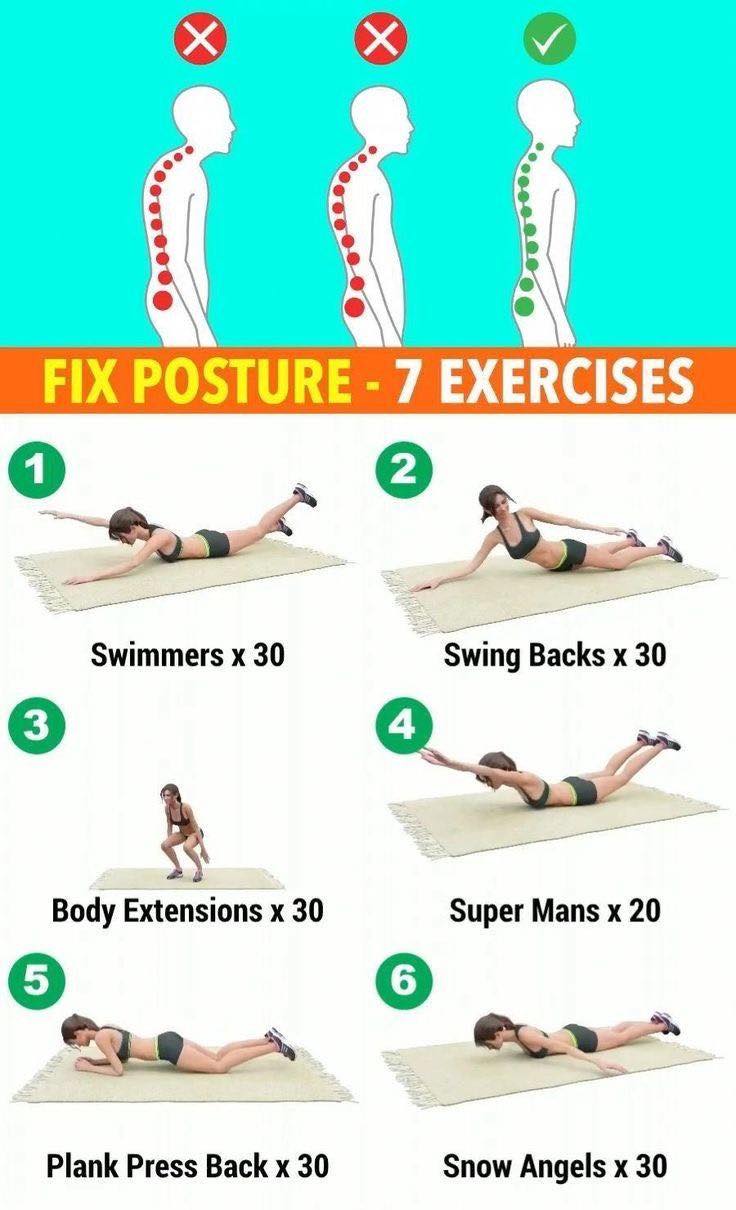 FIX POSTURE - 7 EXERCISES
1
2
Swimmers x 30
Swing Backs x 30
3
4
Body Extensions x 30
Super Mans x 20
5
6
Plank Press Back x 30
Snow Angels x 30